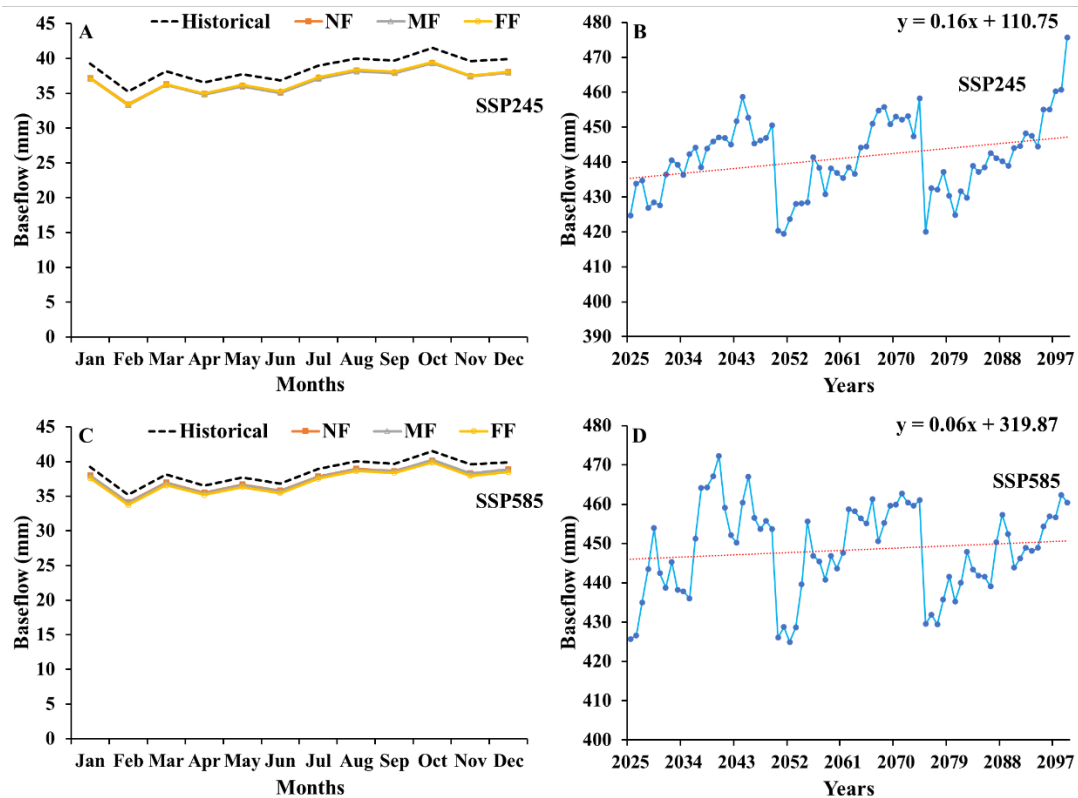 A
Historical NF MF FF
45
40
35
30
25
20
15
10
5
0
Baseflow (mm)
SSP245
Jan Feb Mar Apr May Jun Jul Aug Sep Oct Nov Dec
Months
B
y = 0.16x + 110.75
SSP245
480
470
460
450
440
430
420
410
400
390
Baseflow (mm)
2025 2034 2043 2052 2061 2070 2079 2088 2097
Years
C
Historical NF MF FF
45
40
35
30
25
20
15
10
5
0
Baseflow (mm)
SSP585
Jan Feb Mar Apr May Jun Jul Aug Sep Oct Nov Dec
Months
D
y = 0.06x + 319.87
SSP585
480
470
460
450
440
430
420
410
400
Baseflow (mm)
2025 2034 2043 2052 2061 2070 2079 2088 2097
Years